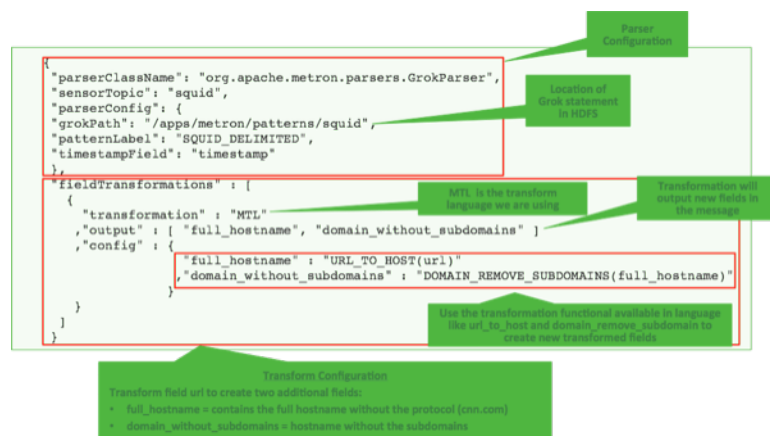 Parser
Configuration
{
"parserClassName": "org.apache.metron.parsers.GrokParser",
"sensorTopic": "squid",
"parserConfig": {
"grokPath": "/apps/metron/patterns/squid",
"patternLabel": "SQUID_DELIMITED",
"timestampField": "timestamp"
},
Location of
Grok statement
in HDFS
"fieldTransformations" : [
{
"transformation" : "MTL"
,"output" : [ "full_hostname", "domain_without_subdomains" ]
,"config" : {
"full_hostname" : "URL_TO_HOST(url)"
,"domain_without_subdomains" : "DOMAIN_REMOVE_SUBDOMAINS(full_hostname)"
}
}
]
}
MTL is the transform
language we are using
Transformation will
output new fields in
the message
Use the transformation functional available in language
like url_to_host and domain_remove_subdomain to
create new transformed fields
Transform Configuration
Transform field url to create two additional fields:
• full_hostname = contains the full hostname without the protocol (cnn.com)
• domain_without_subdomains = hostname without the subdomains